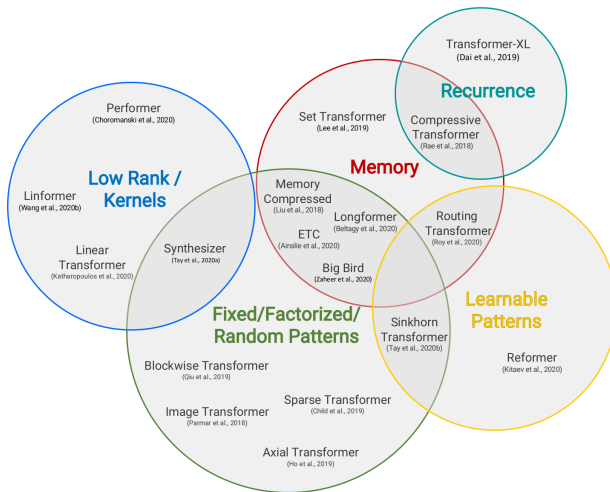 Transformer-XL
(Dai et al., 2019)
Recurrence
Performer
(Choromanski et al., 2020)
Set Transformer
(Lee et al., 2019)
Compressive
Transformer
(Rae et al., 2018)
Memory
Low Rank /
Kernels
Memory
Compressed
(Liu et al., 2018)
Linformer
(Wang et al., 2020b)
Longformer
(Beltagy et al., 2020)
Routing
Transformer
(Roy et al., 2020)
ETC
(Ainslie et al., 2020)
Linear
Transformer
(Katharopoulos et al., 2020)
Synthesizer
(Tay et al., 2020a)
Big Bird
(Zaheer et al., 2020)
Learnable
Patterns
Fixed/Factorized/
Random Patterns
Sinkhorn
Transformer
(Tay et al., 2020b)
Reformer
(Kitaev et al., 2020)
Blockwise Transformer
(Qiu et al., 2019)
Sparse Transformer
(Child et al., 2019)
Image Transformer
(Parmar et al., 2018)
Axial Transformer
(Ho et al., 2019)